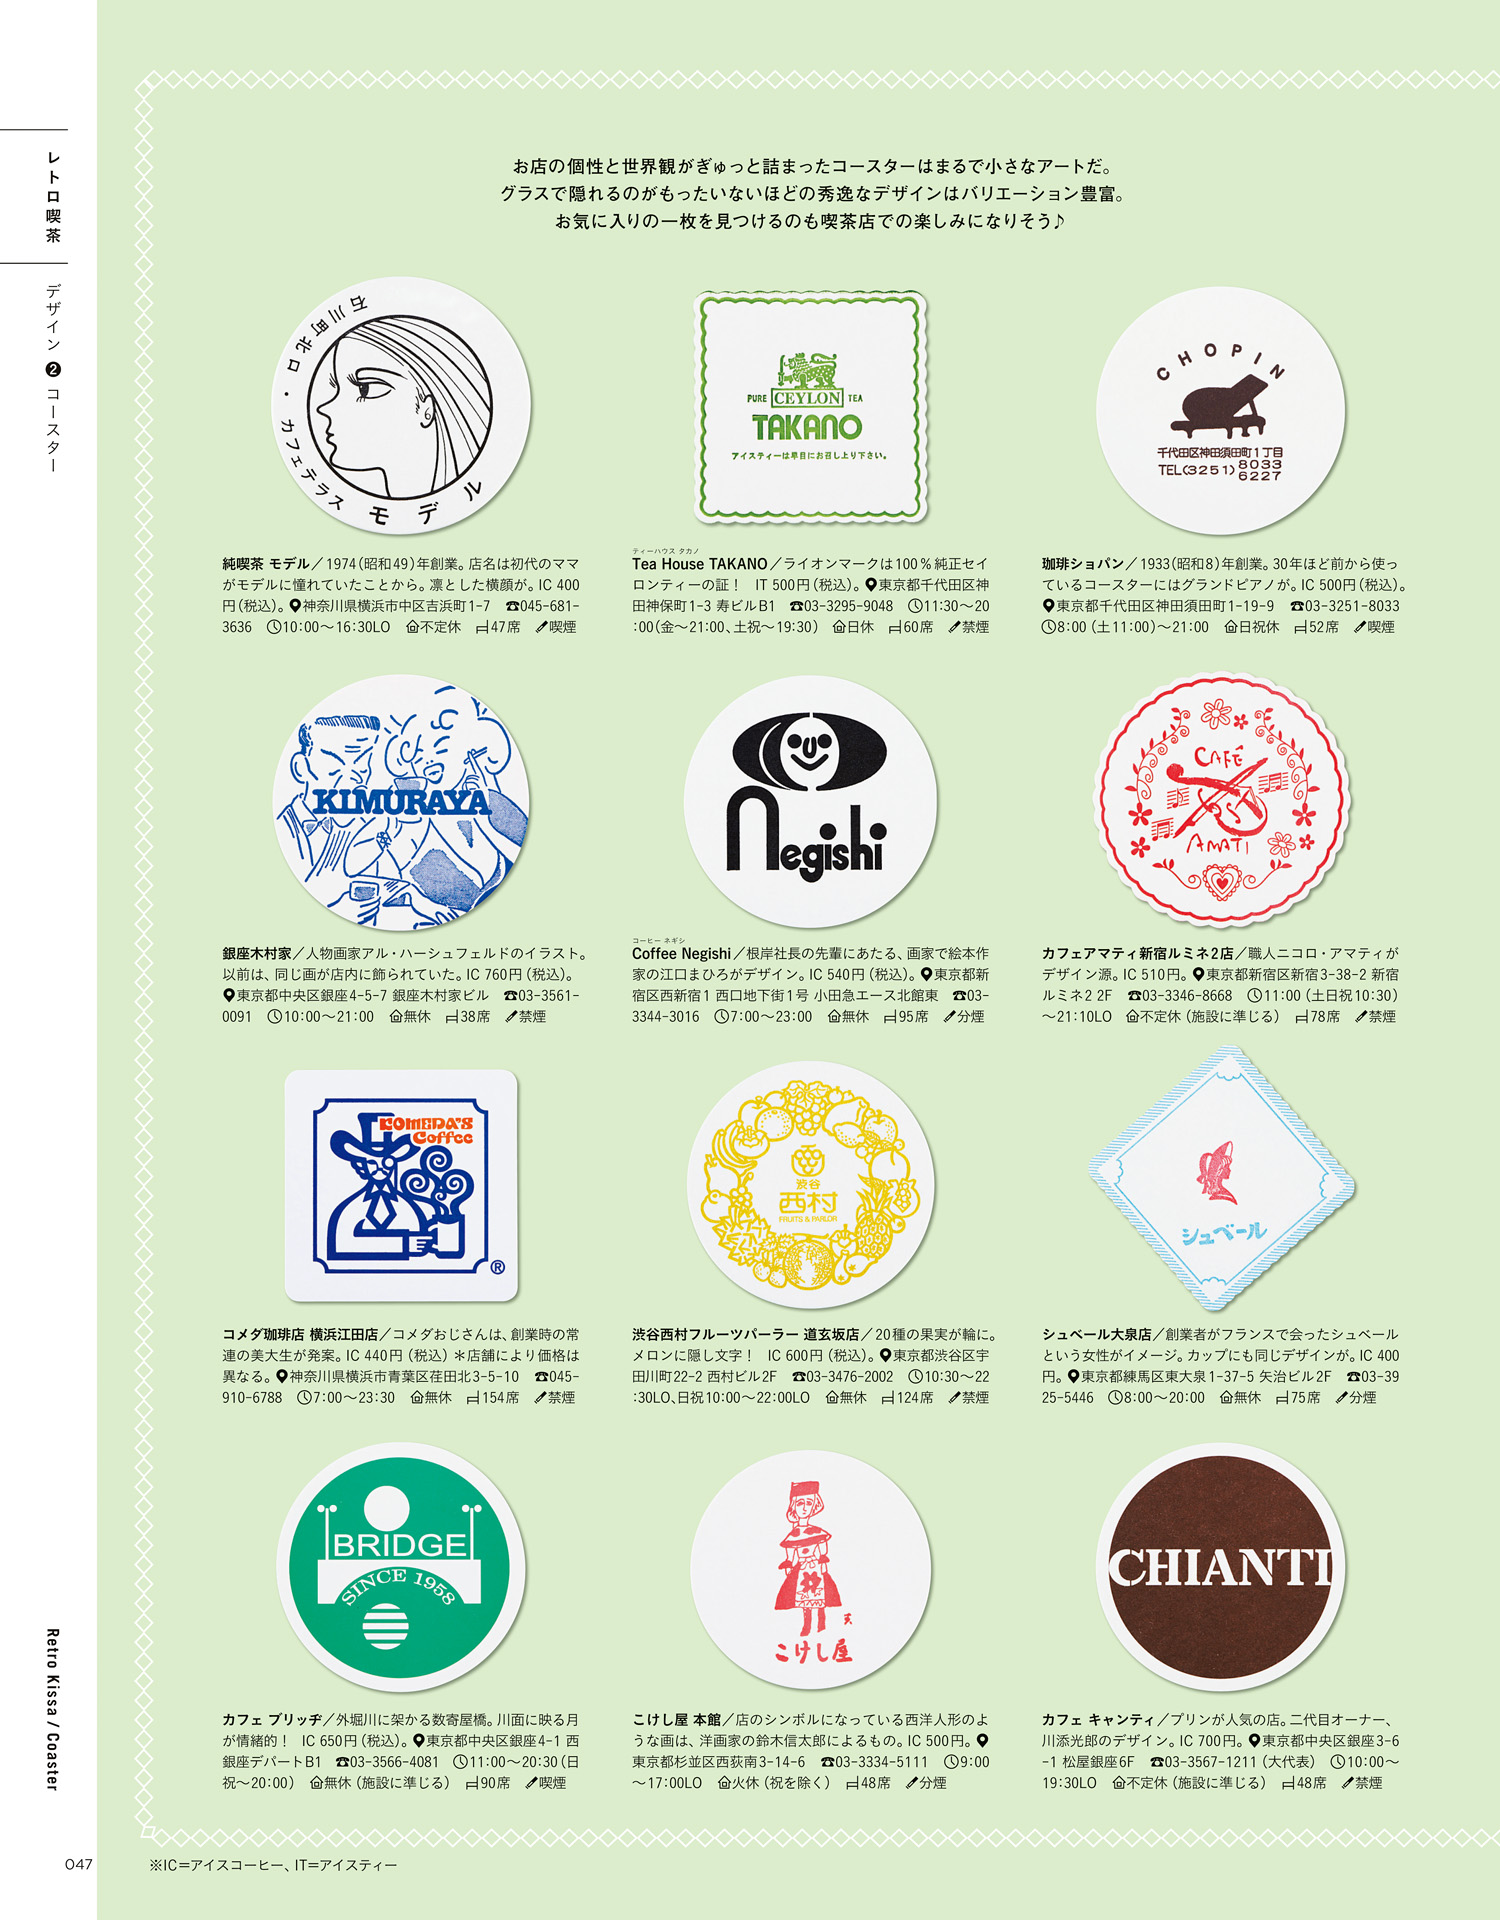 レトロ喫茶
デザイン❷コースター
お店の個性と世界観がぎゅっと詰まったコースターはまるで小さなアートだ。
グラスで隠れるのがもったいないほどの秀逸なデザインはバリエーション豊富。
お気に入りの一枚を見つけるのも喫茶店での楽しみになりそう♪
石川町北口・カフェテラス モデル
純喫茶 モデル／1974（昭和49）年創業。店名は初代のママ
がモデルに憧れていたことから。凛とした横顔が。IC 400
円（税込）。神奈川県横浜市中区吉浜町1-7 ☎045-681-
3636 10:00〜16:30LO 不定休 47席 喫煙
PURE CEYLON TEA
TAKANO
アイスティーは早目にお召し上り下さい。
ティーハウス タカノ
Tea House TAKANO／ライオンマークは100％純正セイ
ロンティーの証！ IT 500円（税込）。東京都千代田区神
田神保町1-3 寿ビルB1 ☎03-3295-9048 11:30〜20
:00（金〜21:00、土祝〜19:30） 日休 60席 禁煙
CHOPIN
千代田区神田須田町1丁目
TEL(3251)8033
6227
珈琲ショパン／1933（昭和8）年創業。30年ほど前から使っ
ているコースターにはグランドピアノが。IC 500円（税込）。
東京都千代田区神田須田町1-19-9 ☎03-3251-8033
8:00（土11:00）〜21:00 日祝休 52席 喫煙
KIMURAYA
銀座木村家／人物画家アル・ハーシュフェルドのイラスト。
以前は、同じ画が店内に飾られていた。IC 760円（税込）。
東京都中央区銀座4-5-7 銀座木村家ビル ☎03-3561-
0091 10:00〜21:00 無休 38席 禁煙
Negishi
コーヒー ネギシ
Coffee Negishi／根岸社長の先輩にあたる、画家で絵本作
家の江口まひろがデザイン。IC 540円（税込）。東京都新
宿区西新宿1 西口地下街1号 小田急エース北館東 ☎03-
3344-3016 7:00〜23:00 無休 95席 分煙
CAFÉ
AMATI
カフェアマティ新宿ルミネ2店／職人ニコロ・アマティが
デザイン源。IC 510円。東京都新宿区新宿3-38-2 新宿
ルミネ2 2F ☎03-3346-8668 11:00（土日祝10:30）
〜21:10LO 不定休（施設に準じる） 78席 禁煙
KOMEDA'S
Coffee
®
コメダ珈琲店 横浜江田店／コメダおじさんは、創業時の常
連の美大生が発案。IC 440円（税込）＊店舗により価格は
異なる。神奈川県横浜市青葉区荏田北3-5-10 ☎045-
910-6788 7:00〜23:30 無休 154席 禁煙
渋谷
西村
FRUITS & PARLOR
渋谷西村フルーツパーラー 道玄坂店／20種の果実が輪に。
メロンに隠し文字！ IC 600円（税込）。東京都渋谷区宇
田川町22-2 西村ビル2F ☎03-3476-2002 10:30〜22
:30LO、日祝10:00〜22:00LO 無休 124席 禁煙
シュベール
シュベール大泉店／創業者がフランスで会ったシュベール
という女性がイメージ。カップにも同じデザインが。IC 400
円。東京都練馬区東大泉1-37-5 矢治ビル2F ☎03-39
25-5446 8:00〜20:00 無休 75席 分煙
BRIDGE
SINCE 1958
カフェ ブリッヂ／外堀川に架かる数寄屋橋。川面に映る月
が情緒的！ IC 650円（税込）。東京都中央区銀座4-1 西
銀座デパートB1 ☎03-3566-4081 11:00〜20:30（日
祝〜20:00） 無休（施設に準じる） 90席 喫煙
こけし屋
こけし屋 本館／店のシンボルになっている西洋人形のよ
うな画は、洋画家の鈴木信太郎によるもの。IC 500円。
東京都杉並区西荻南3-14-6 ☎03-3334-5111 9:00
〜17:00LO 火休（祝を除く） 48席 分煙
CHIANTI
カフェ キャンティ／プリンが人気の店。二代目オーナー、
川添光郎のデザイン。IC 700円。東京都中央区銀座3-6
-1 松屋銀座6F ☎03-3567-1211（大代表） 10:00〜
19:30LO 不定休（施設に準じる） 48席 禁煙
Retro Kissa / Coaster
047
※IC＝アイスコーヒー、IT＝アイスティー